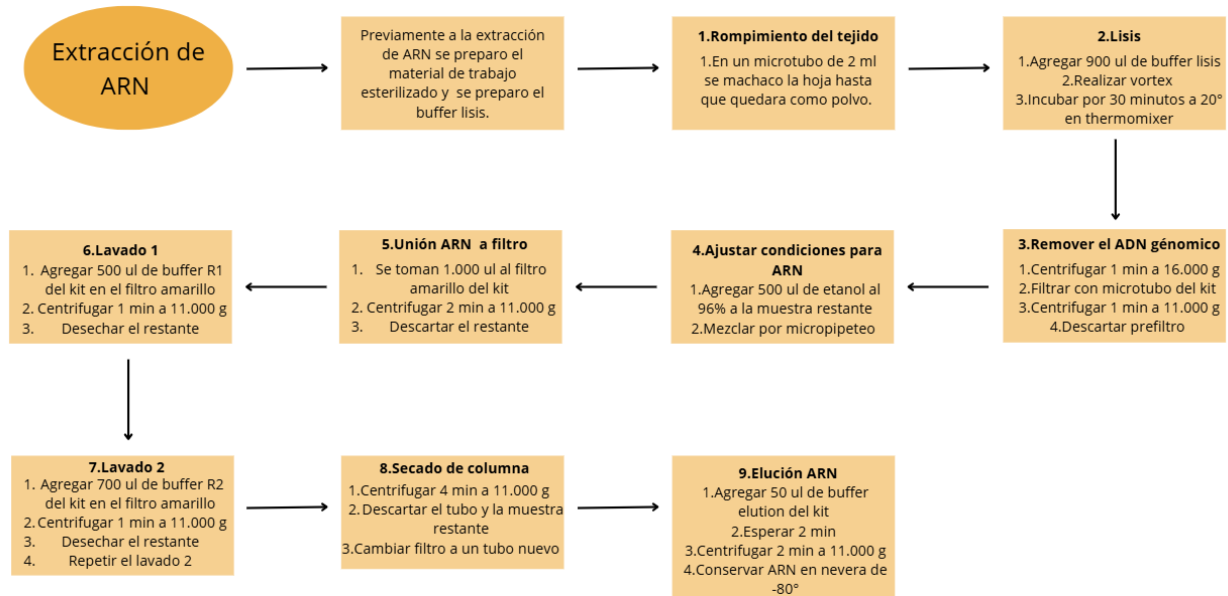 Extracción de
ARN
Previamente a la extracción
de ARN se preparo el
material de trabajo
esterilizado y se preparo el
buffer lisis.
1.Rompimiento del tejido
1.En un microtubo de 2 ml
se machaco la hoja hasta
que quedara como polvo.
2.Lisis
1.Agregar 900 ul de buffer lisis
2.Realizar vortex
3.Incubar por 30 minutos a 20°
en thermomixer
3.Remover el ADN génomico
1.Centrifugar 1 min a 16.000 g
2.Filtrar con microtubo del kit
3.Centrifugar 1 min a 11.000 g
4.Descartar prefiltro
4.Ajustar condiciones para
ARN
1.Agregar 500 ul de etanol al
96% a la muestra restante
2.Mezclar por micropipeteo
5.Unión ARN a filtro
1. Se toman 1.000 ul al filtro
amarillo del kit
2. Centrifugar 2 min a 11.000 g
3. Descartar el restante
6.Lavado 1
1. Agregar 500 ul de buffer R1
del kit en el filtro amarillo
2. Centrifugar 1 min a 11.000 g
3. Desechar el restante
7.Lavado 2
1. Agregar 700 ul de buffer R2
del kit en el filtro amarillo
2. Centrifugar 1 min a 11.000 g
3. Desechar el restante
4. Repetir el lavado 2
8.Secado de columna
1.Centrifugar 4 min a 11.000 g
2.Descartar el tubo y la muestra
restante
3.Cambiar filtro a un tubo nuevo
9.Elución ARN
1.Agregar 50 ul de buffer
elution del kit
2.Esperar 2 min
3.Centrifugar 2 min a 11.000 g
4.Conservar ARN en nevera de
-80°